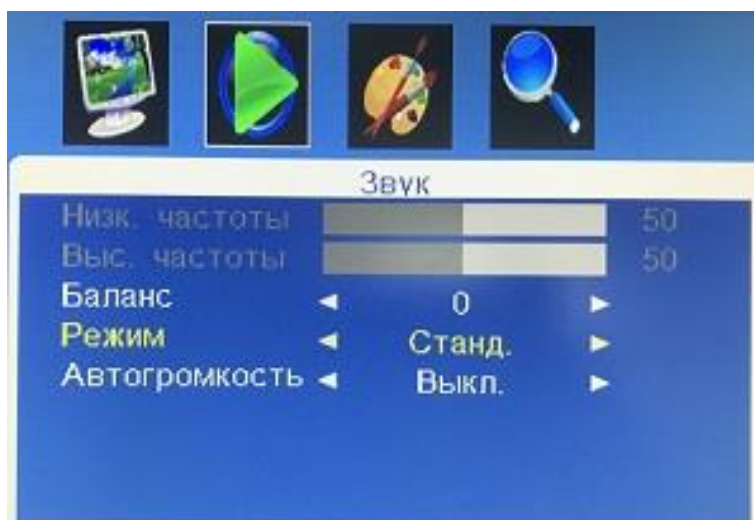 Звук
Низк. частоты 50
Выс. частоты 50
Баланс 0
Режим Станд.
Автогромкость Выкл.